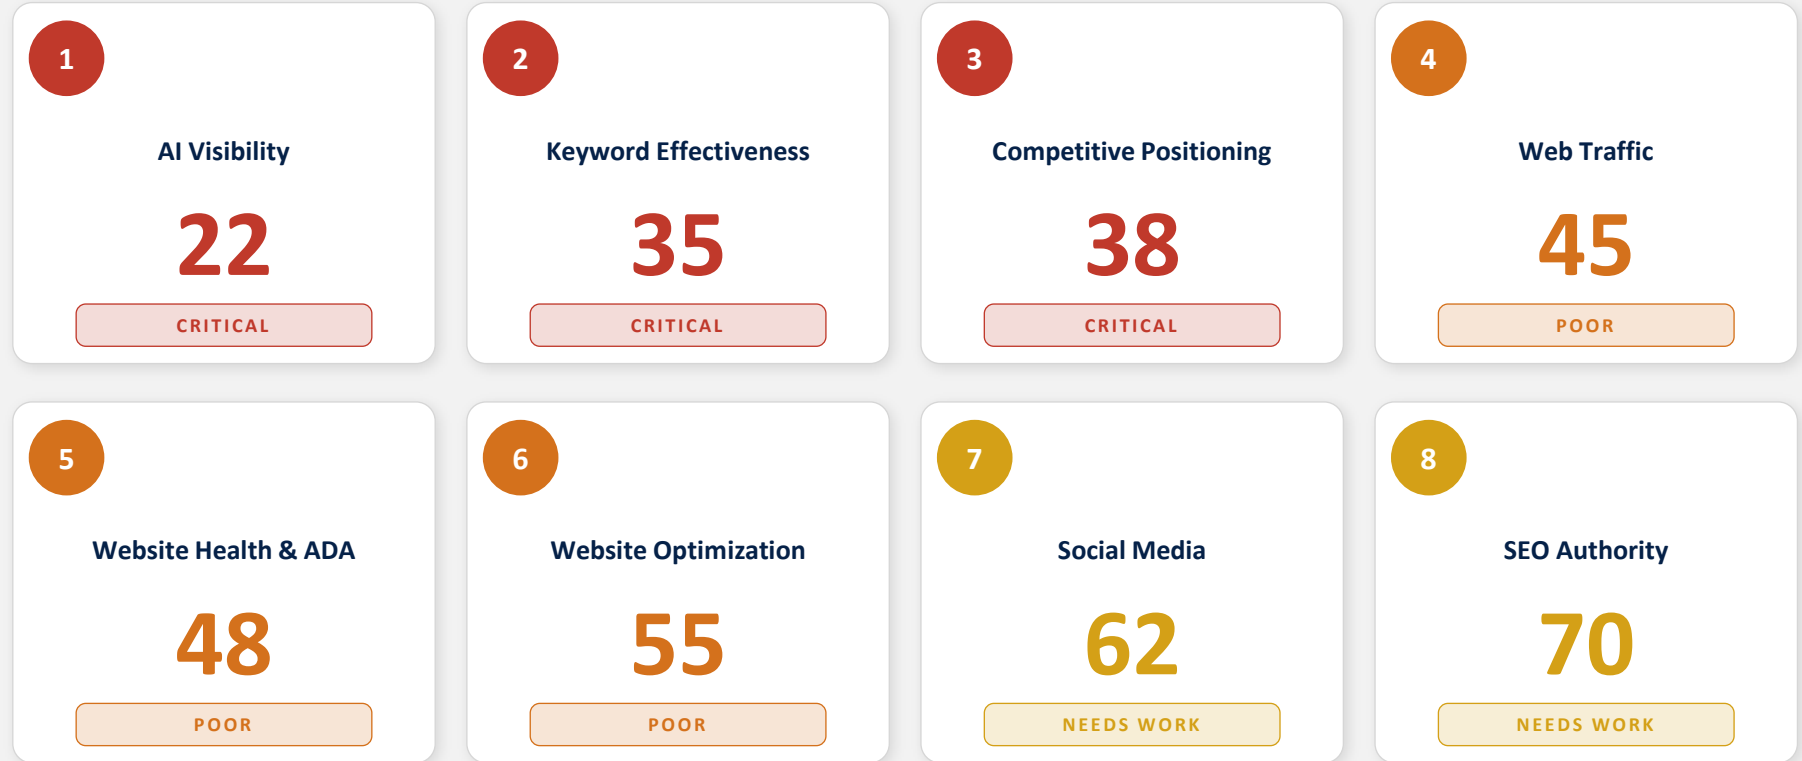 1
AI Visibility
22
CRITICAL
2
Keyword Effectiveness
35
CRITICAL
3
Competitive Positioning
38
CRITICAL
4
Web Traffic
45
POOR
5
Website Health & ADA
48
POOR
6
Website Optimization
55
POOR
7
Social Media
62
NEEDS WORK
8
SEO Authority
70
NEEDS WORK